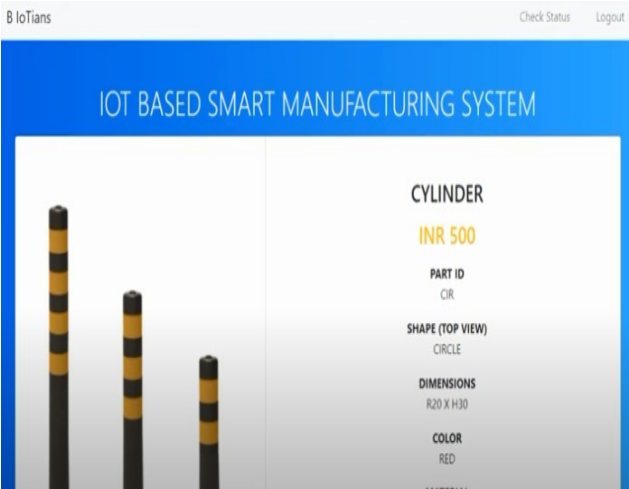 B IoTians
Check Status
Logout
IOT BASED SMART MANUFACTURING SYSTEM
CYLINDER
INR 500
PART ID
CIR
SHAPE (TOP VIEW)
CIRCLE
DIMENSIONS
R20 X H30
COLOR
RED